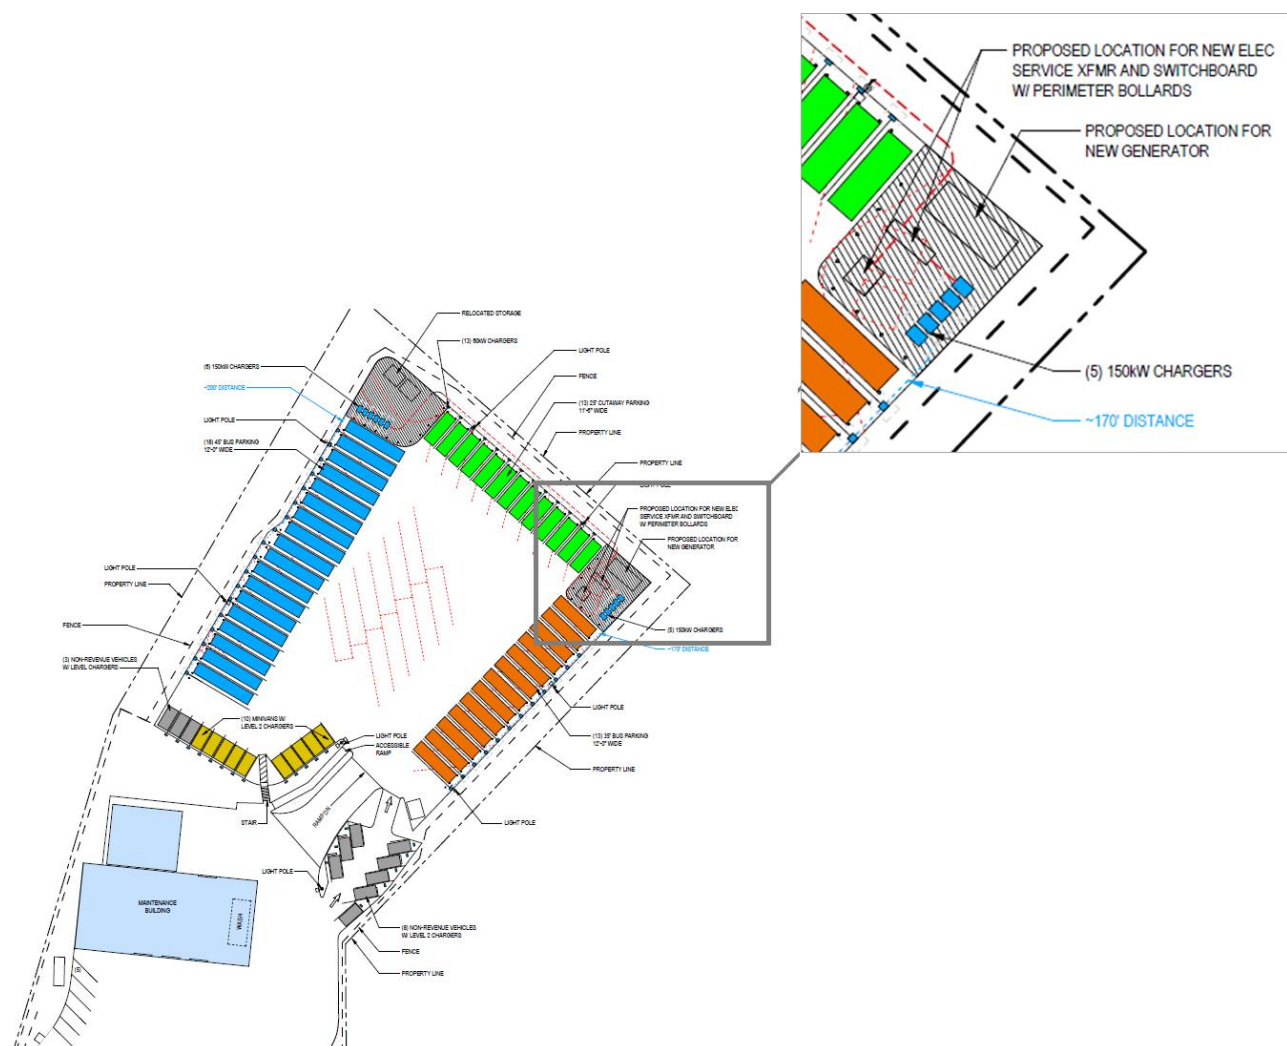 PROPOSED LOCATION FOR NEW ELEC
SERVICE XFMR AND SWITCHBOARD
W/ PERIMETER BOLLARDS
PROPOSED LOCATION FOR
NEW GENERATOR
(5) 150kW CHARGERS
~170' DISTANCE
RELOCATED STORAGE
(13) 60kW CHARGERS
LIGHT POLE
(6) 150kW CHARGERS
FENCE
~200' DISTANCE
(13) 25' CUTAWAY PARKING
11'-6" WIDE
LIGHT POLE
PROPERTY LINE
(18) 45' BUS PARKING
12'-0" WIDE
PROPERTY LINE
LIGHT POLE
PROPOSED LOCATION FOR NEW ELEC
SERVICE XFMR AND SWITCHBOARD
W/ PERIMETER BOLLARDS
PROPOSED LOCATION FOR
NEW GENERATOR
LIGHT POLE
PROPERTY LINE
FENCE
(5) 150kW CHARGERS
~170' DISTANCE
(3) NON-REVENUE VEHICLES
W/ LEVEL CHARGERS
LIGHT POLE
(10) MINIVANS W/
LEVEL 2 CHARGERS
LIGHT POLE
ACCESSIBLE
RAMP
(13) 35' BUS PARKING
12'-0" WIDE
PROPERTY LINE
STAIR
RAMP DN
LIGHT POLE
LIGHT POLE
MAINTENANCE
BUILDING
WASH
(8) NON-REVENUE VEHICLES
W/ LEVEL 2 CHARGERS
FENCE
PROPERTY LINE
(5)